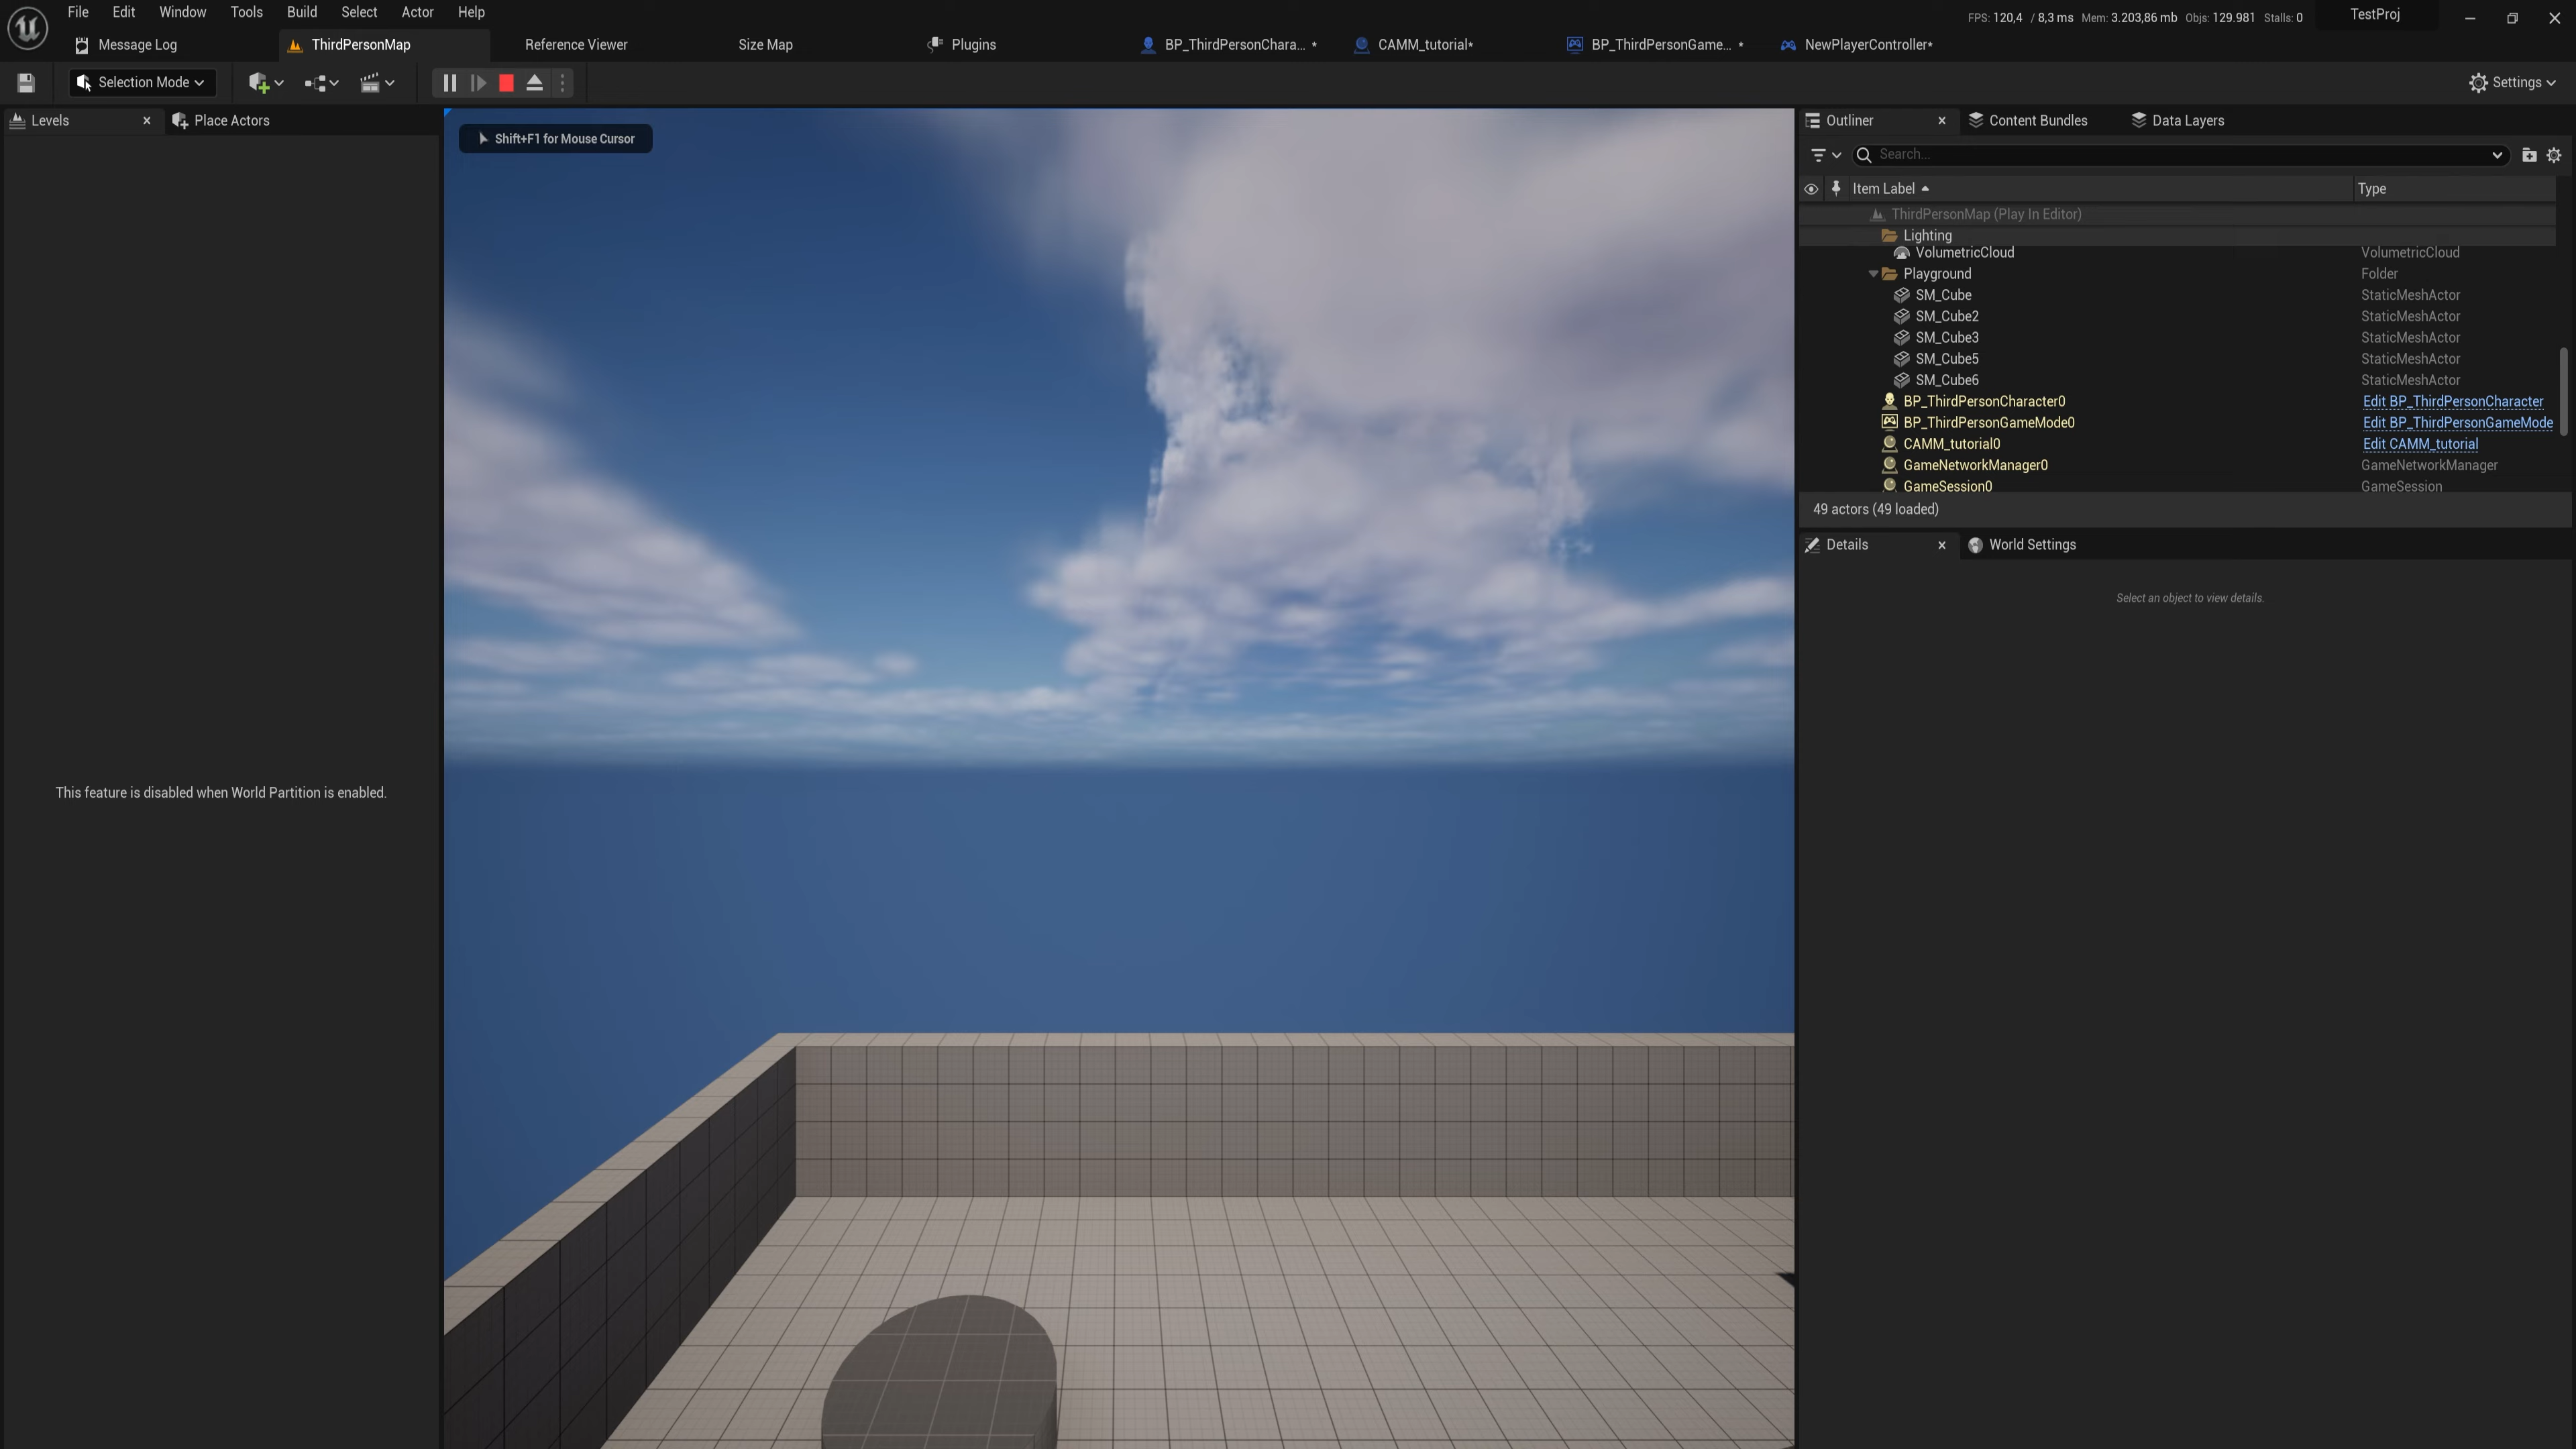 File Edit Window Tools Build Select Actor Help
FPS: 120,4 / 8,3 ms Mem: 3.203,86 mb Objs: 129.981 Stalls: 0 TestProj
Message Log ThirdPersonMap Reference Viewer Size Map Plugins BP_ThirdPersonChara... * CAMM_tutorial* BP_ThirdPersonGame... * NewPlayerController*
Selection Mode Settings
Levels Place Actors
Shift+F1 for Mouse Cursor
This feature is disabled when World Partition is enabled.
Outliner Content Bundles Data Layers
Search...
Item Label Type
ThirdPersonMap (Play In Editor)
Lighting
VolumetricCloud VolumetricCloud
Playground Folder
SM_Cube StaticMeshActor
SM_Cube2 StaticMeshActor
SM_Cube3 StaticMeshActor
SM_Cube5 StaticMeshActor
SM_Cube6 StaticMeshActor
BP_ThirdPersonCharacter0 Edit BP_ThirdPersonCharacter
BP_ThirdPersonGameMode0 Edit BP_ThirdPersonGameMode
CAMM_tutorial0 Edit CAMM_tutorial
GameNetworkManager0 GameNetworkManager
GameSession0 GameSession
49 actors (49 loaded)
Details World Settings
Select an object to view details.